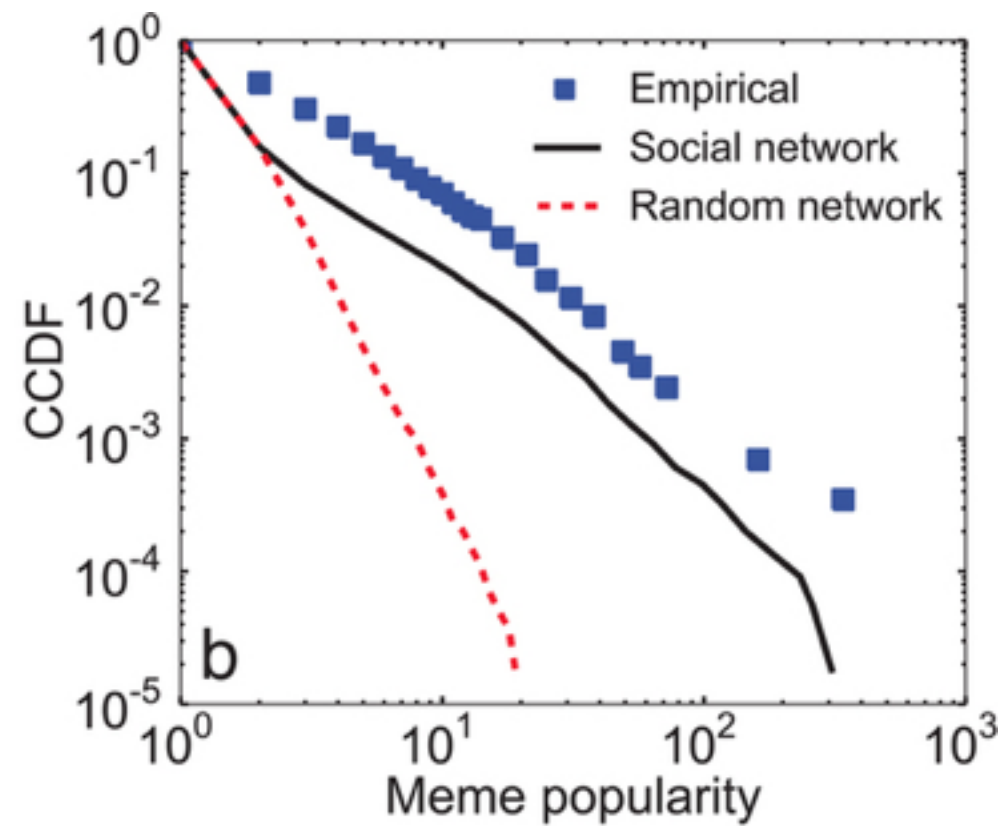 10^0
10^-1
10^-2
10^-3
10^-4
10^-5
CCDF
Empirical
Social network
Random network
b
10^0
10^1
10^2
10^3
Meme popularity